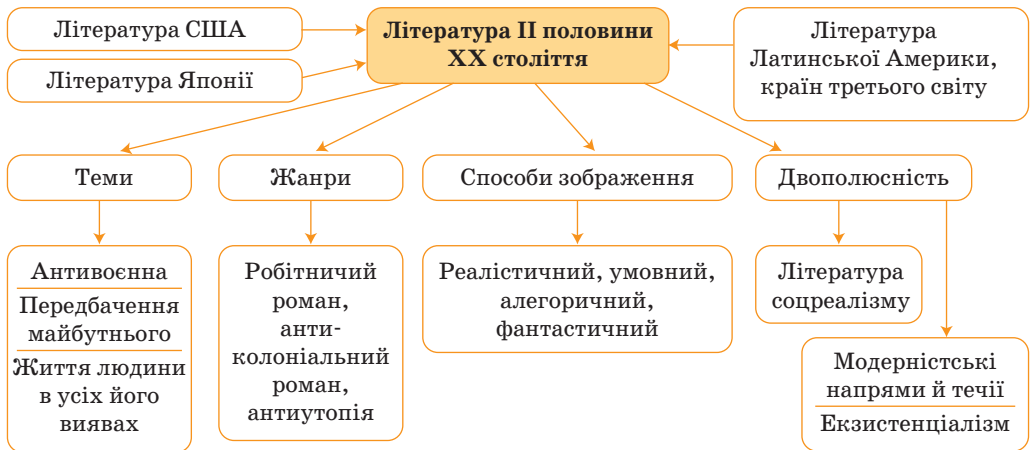 Література США
Література Японії
Література ІІ половини
ХХ століття
Література
Латинської Америки,
країн третього світу
Теми
Жанри
Способи зображення
Двополюсність
Антивоєнна
Передбачення
майбутнього
Життя людини
в усіх його
виявах
Робітничий
роман,
анти-
колоніальний
роман,
антиутопія
Реалістичний, умовний,
алегоричний,
фантастичний
Література
соцреалізму
Модерністські
напрями й течії
Екзистенціалізм